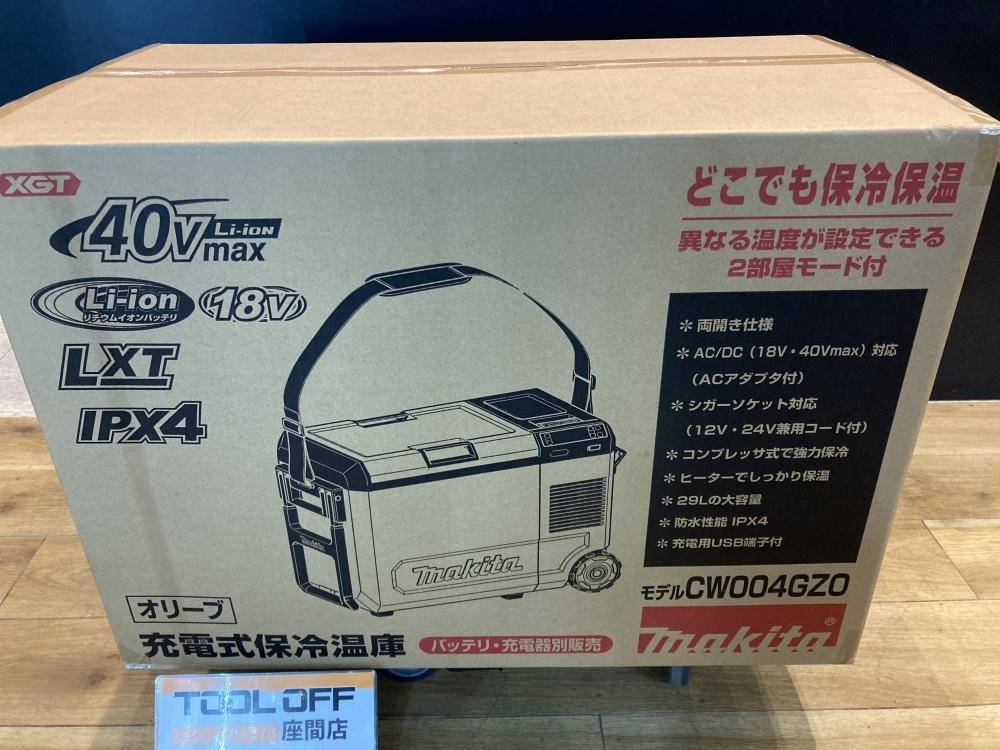 XGT
40Vmax Li-ion
Li-ion
リチウムイオンバッテリ
18V
LXT
IPX4
どこでも保冷保温
異なる温度が設定できる
2部屋モード付
＊両開き仕様
＊AC/DC（18V・40Vmax）対応
（ACアダプタ付）
＊シガーソケット対応
（12V・24V兼用コード付）
＊コンプレッサ式で強力保冷
＊ヒーターでしっかり保温
＊29Lの大容量
＊防水性能 IPX4
＊充電用USB端子付
makita
モデルCW004GZO
makita®
オリーブ
充電式保冷温庫
バッテリ・充電器別販売
TOOL OFF
座間店